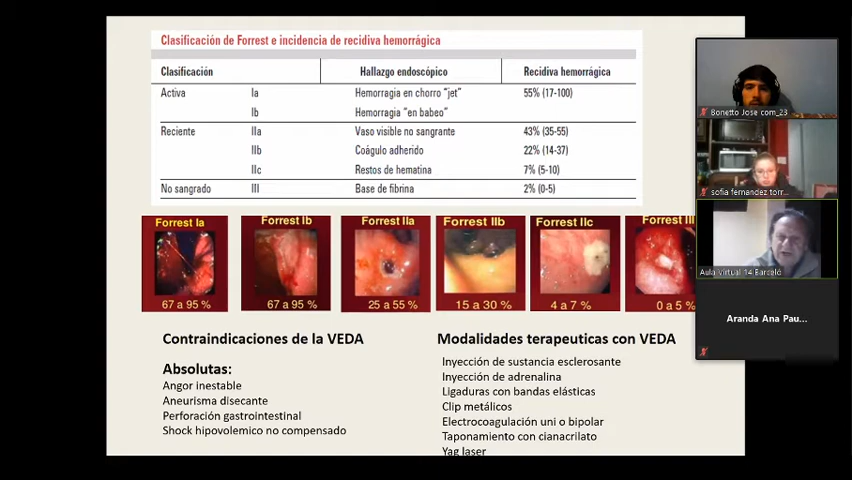 Clasificación de Forrest e incidencia de recidiva hemorrágica
Clasificación Hallazgo endoscópico Recidiva hemorrágica
Activa Ia Hemorragia en chorro "jet" 55% (17-100)
Ib Hemorragia "en babeo"
Reciente IIa Vaso visible no sangrante 43% (35-55)
IIb Coágulo adherido 22% (14-37)
IIc Restos de hematina 7% (5-10)
No sangrado III Base de fibrina 2% (0-5)
Forrest Ia Forrest Ib Forrest IIa Forrest IIb Forrest IIc Forrest III
67 a 95 % 67 a 95 % 25 a 55 % 15 a 30 % 4 a 7 % 0 a 5 %
Contraindicaciones de la VEDA
Absolutas:
Angor inestable
Aneurisma disecante
Perforación gastrointestinal
Shock hipovolemico no compensado
Modalidades terapeuticas con VEDA
Inyección de sustancia esclerosante
Inyección de adrenalina
Ligaduras con bandas elásticas
Clip metálicos
Electrocoagulación uni o bipolar
Taponamiento con cianacrilato
Yag laser
Bonetto Jose com_23
sofia fernandez torr...
Aula Virtual 14 Barceló
Aranda Ana Pau...